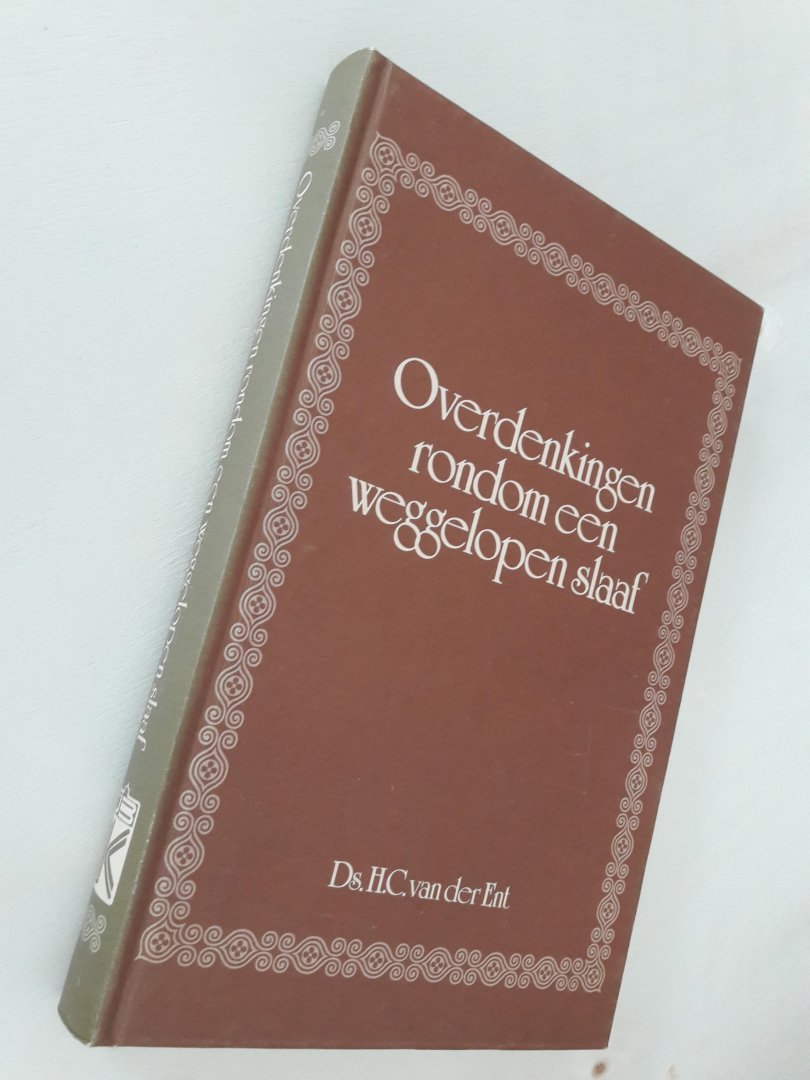 Overdenkingen
rondom een
weggelopen slaaf
Ds. H.C. van der Ent
Overdenkingen rondom een weggelopen slaaf